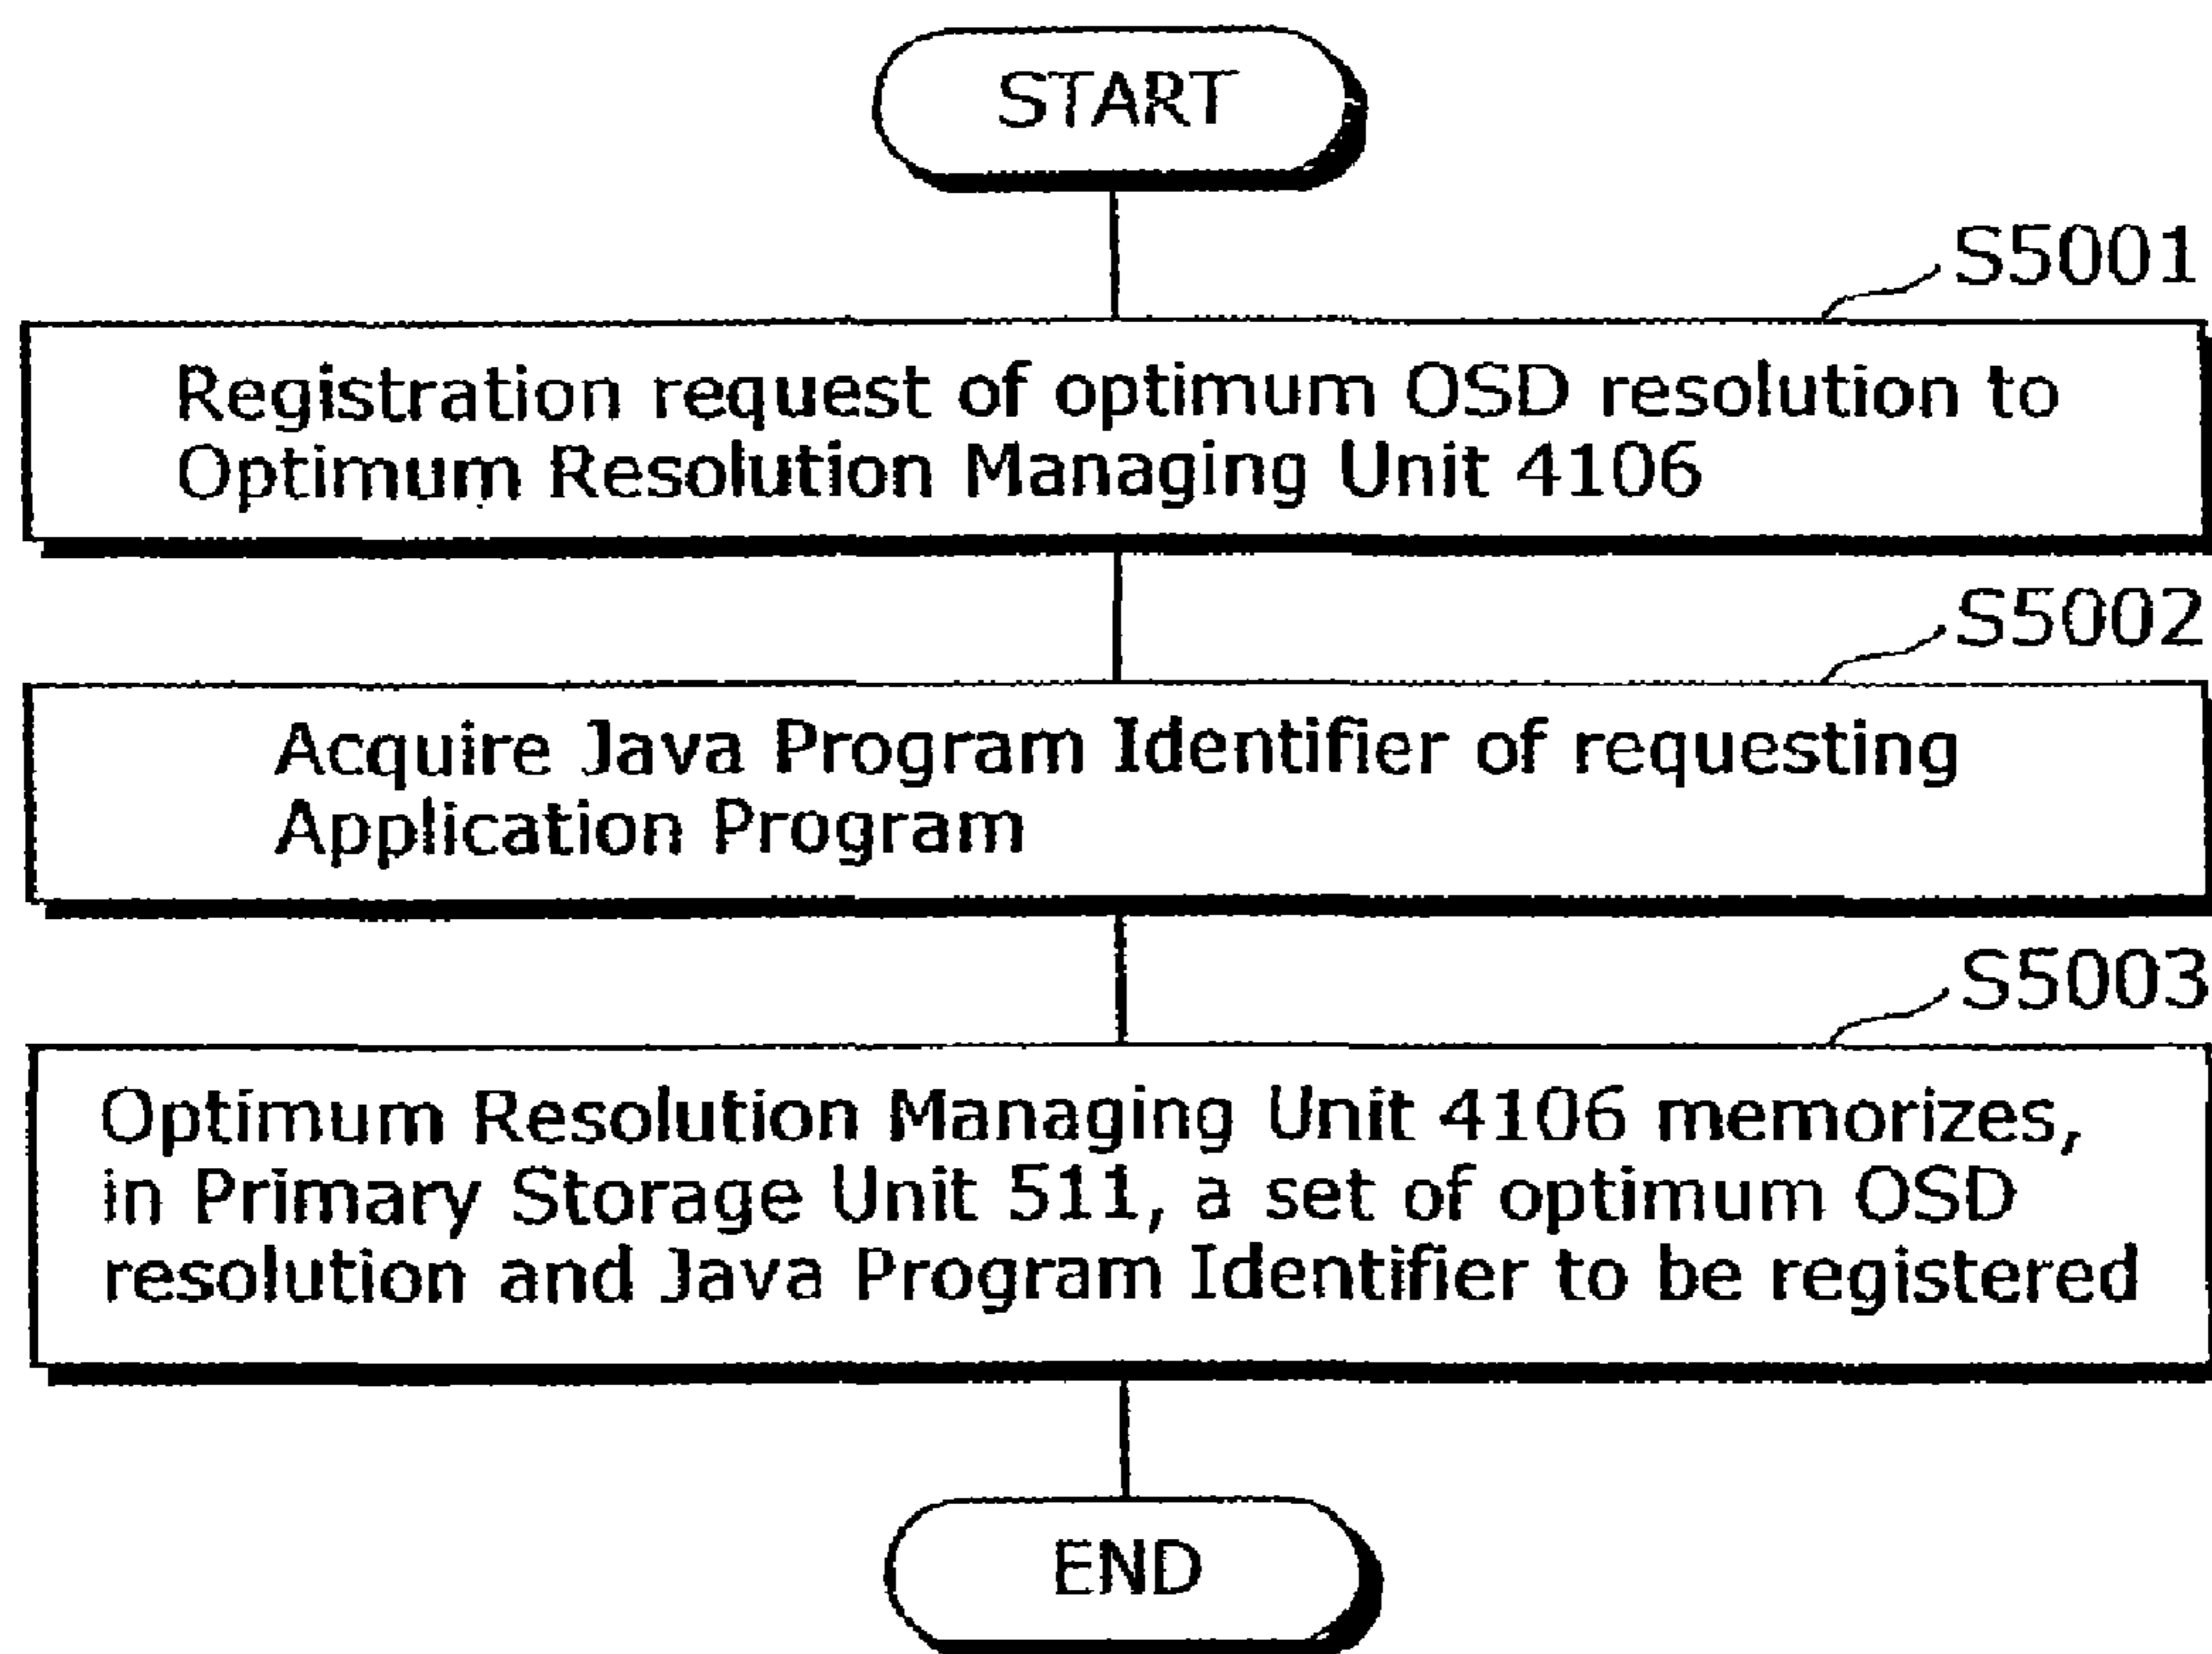 START
S5001
Registration request of optimum OSD resolution to
Optimum Resolution Managing Unit 4106
S5002
Acquire Java Program Identifier of requesting
Application Program
S5003
Optimum Resolution Managing Unit 4106 memorizes,
in Primary Storage Unit 511, a set of optimum OSD
resolution and Java Program Identifier to be registered
END